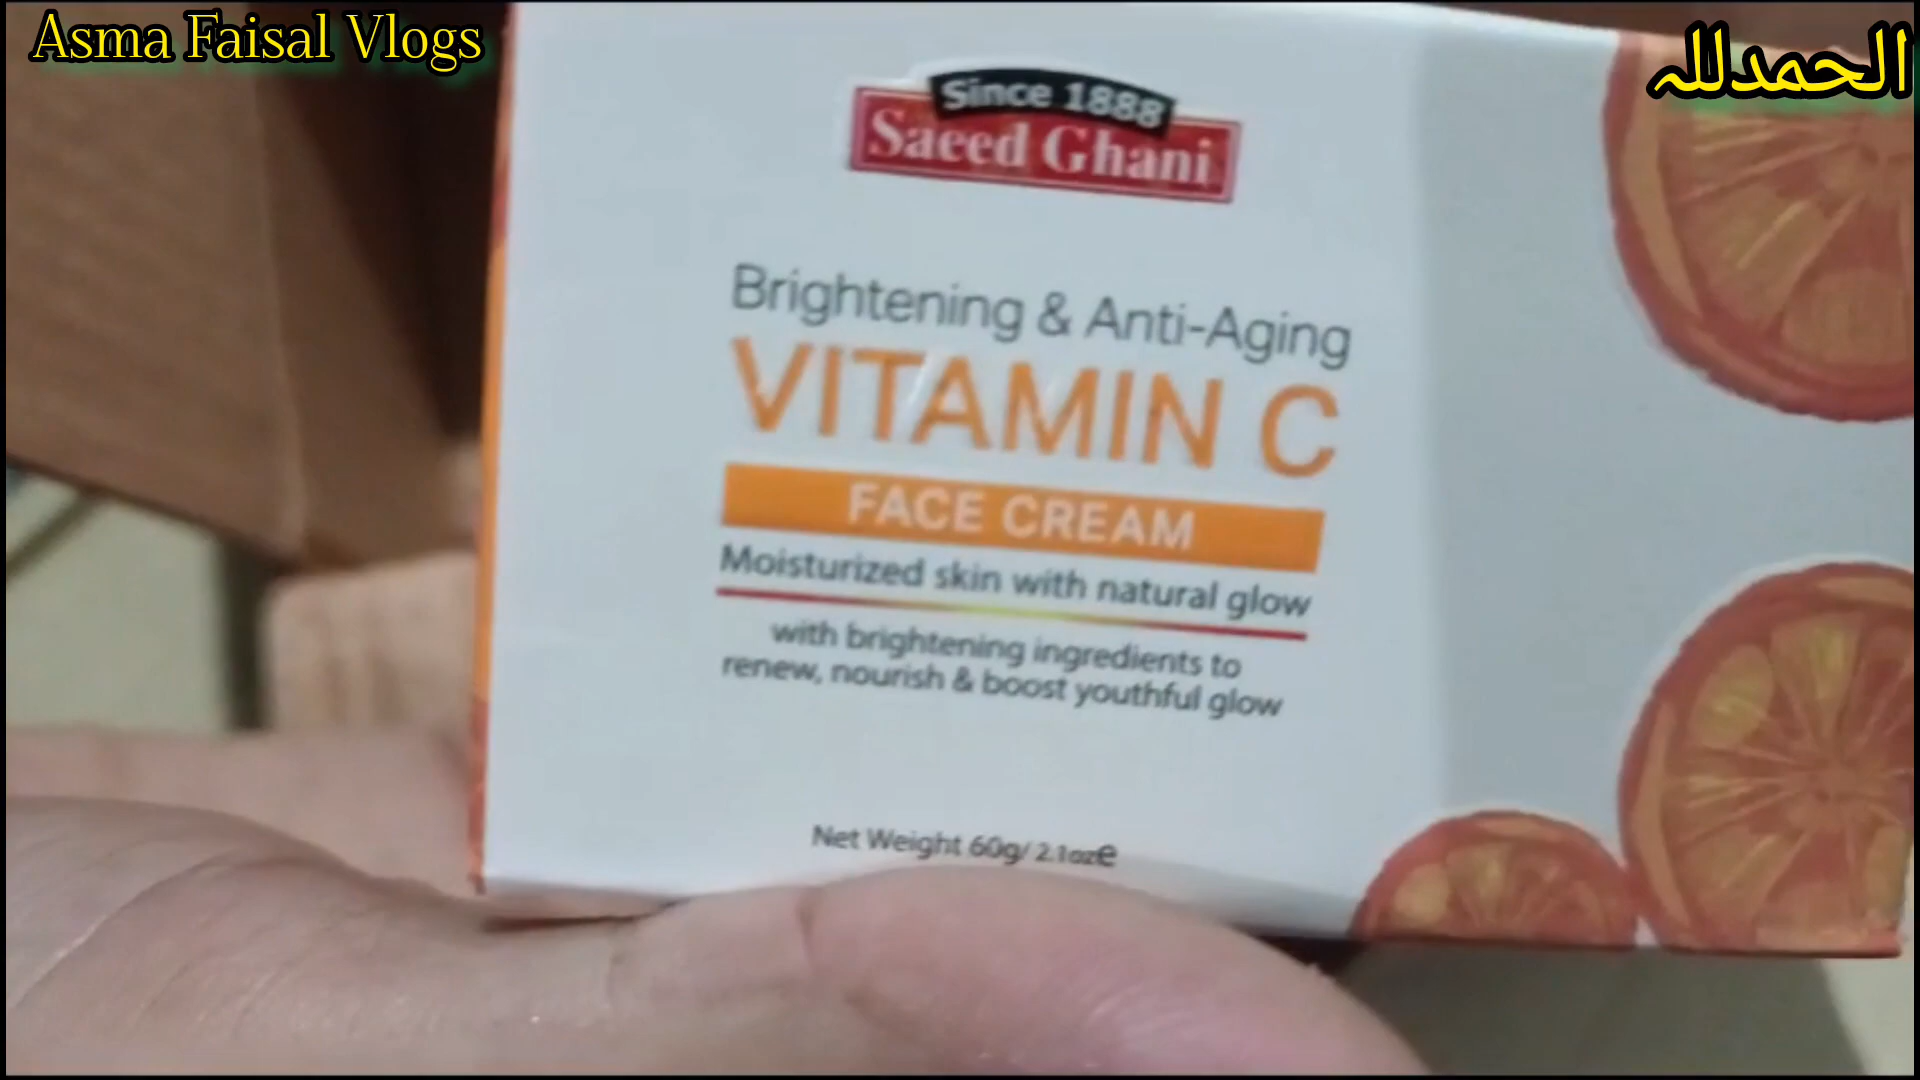 Asma Faisal Vlogs
الحمدللہ
Since 1888
Saeed Ghani
Brightening & Anti-Aging
VITAMIN C
FACE CREAM
Moisturized skin with natural glow
with brightening ingredients to
renew, nourish & boost youthful glow
Net Weight 60g/ 2.1oz℮